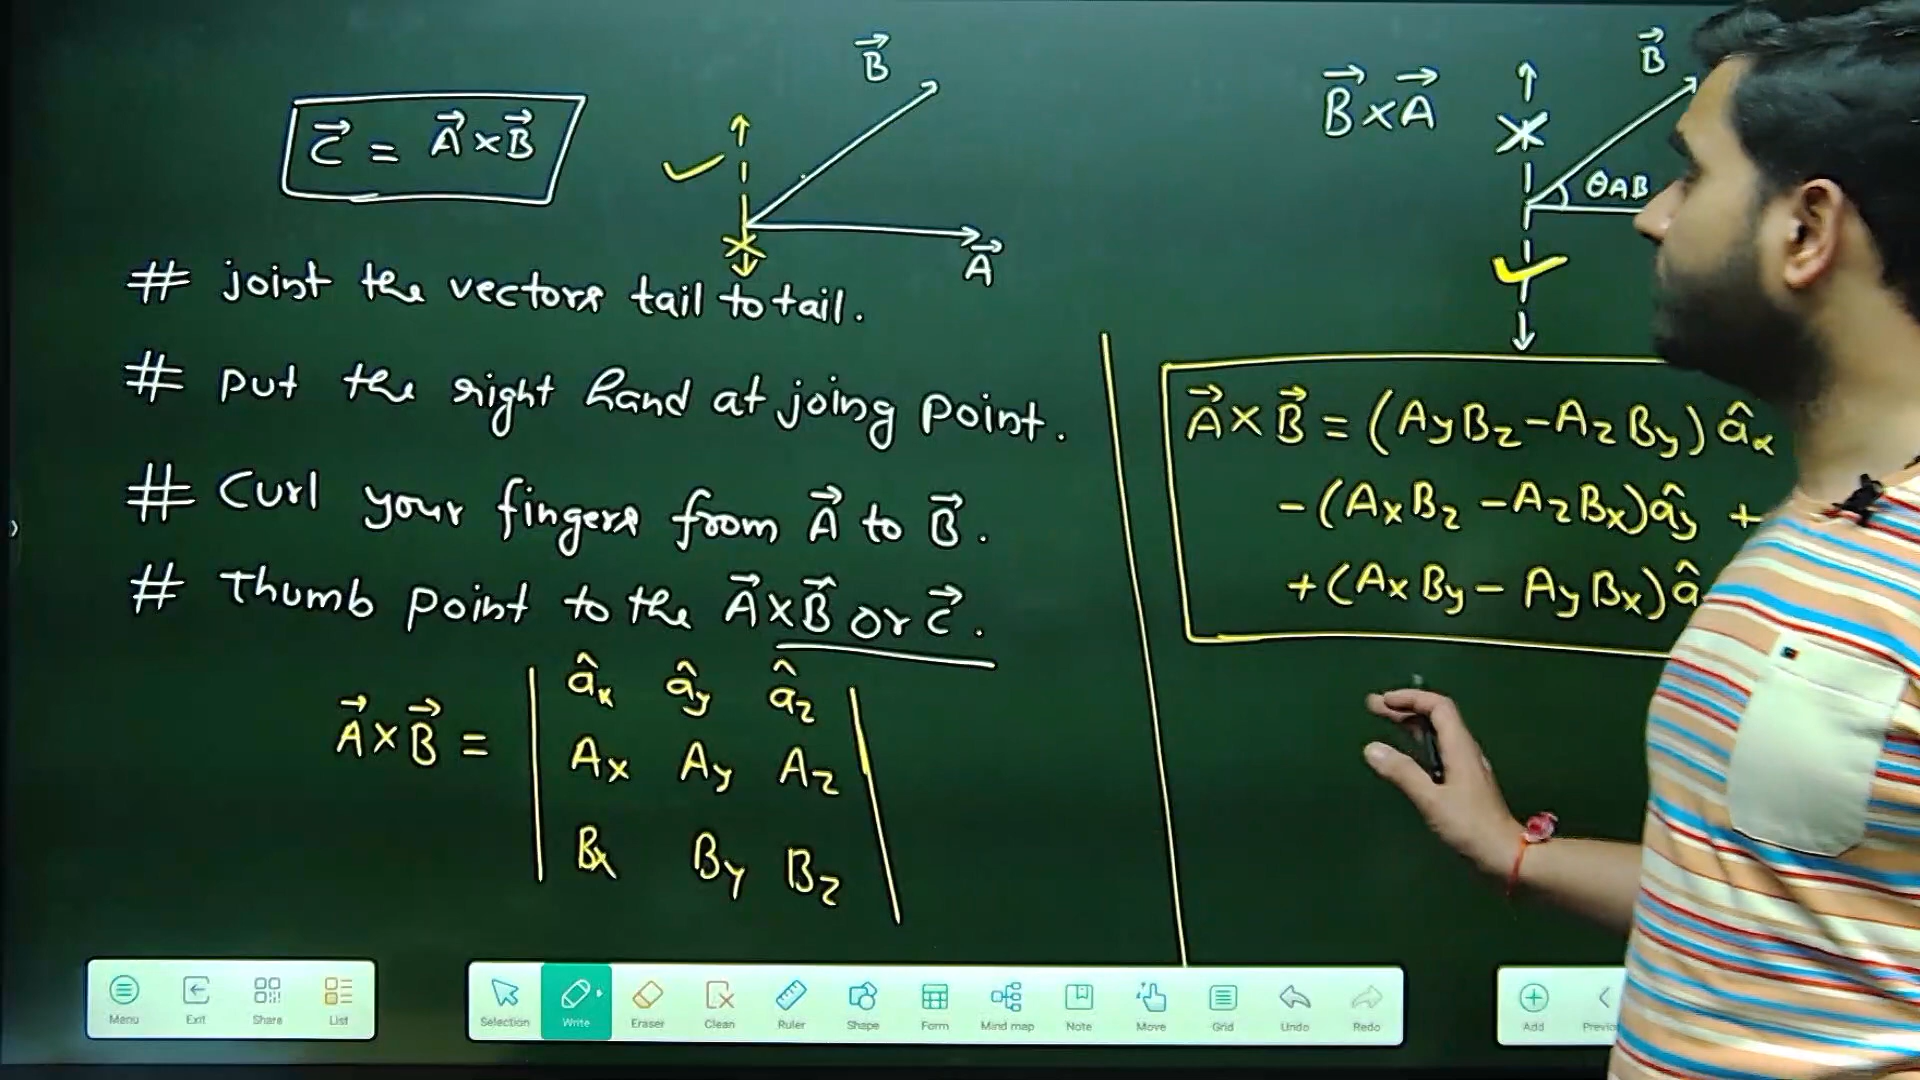 C⃗ = A⃗ × B⃗
B⃗
A⃗
B⃗ × A⃗
B⃗
θAB
# joint the vectors tail to tail.
# put the right hand at joing point.
# Curl your fingers from A⃗ to B⃗.
# Thumb point to the A⃗×B⃗ or C⃗.
A⃗ × B⃗ =
âx ây âz
Ax Ay Az
Bx By Bz
A⃗ × B⃗ = (AyBz - AzBy) âx
- (AxBz - AzBx) ây +
+ (AxBy - AyBx) â
Menu Exit Share List
Selection Write Eraser Clean Ruler Shape Form Mind map Note Move Grid Undo Redo
Add